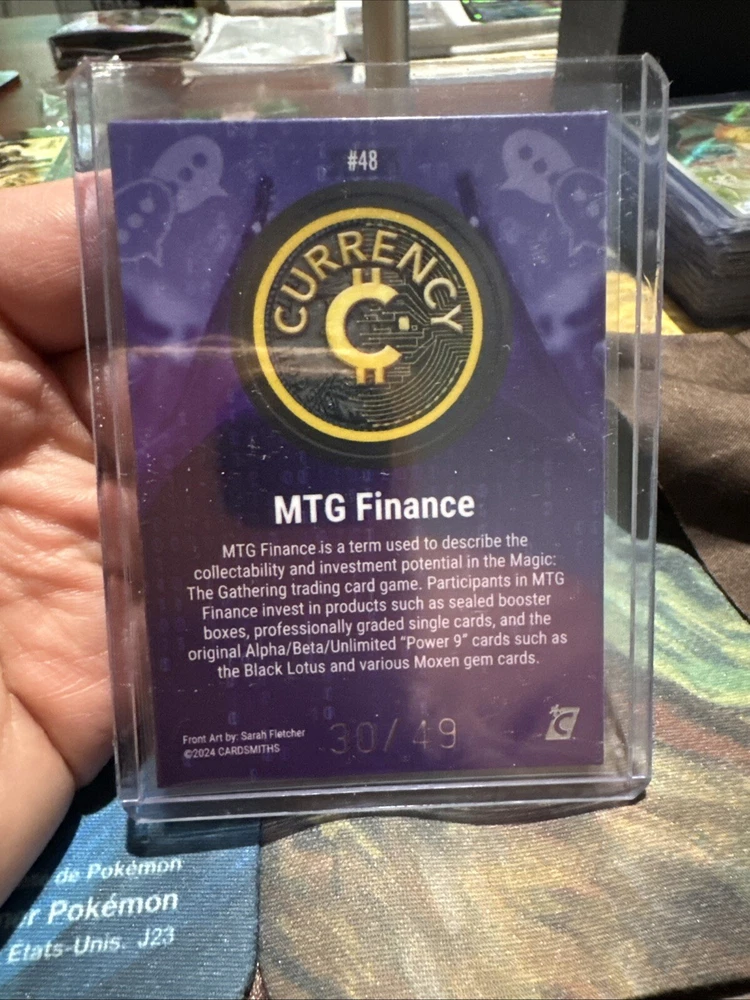 #48
CURRENCY
MTG Finance
MTG Finance is a term used to describe the
collectability and investment potential in the Magic:
The Gathering trading card game. Participants in MTG
Finance invest in products such as sealed booster
boxes, professionally graded single cards, and the
original Alpha/Beta/Unlimited "Power 9" cards such as
the Black Lotus and various Moxen gem cards.
Front Art by: Sarah Fletcher
©2024 CARDSMITHS
30/49
C
de Pokémon
Pokémon
Etats-Unis. J23